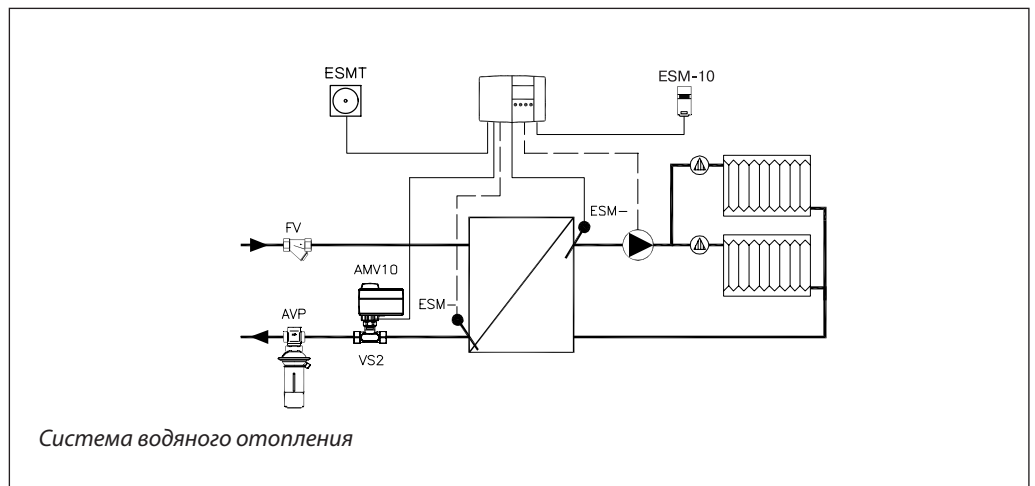 ESMT
ESM-10
ESM-
FV
AMV10
ESM-
AVP
VS2
Система водяного отопления